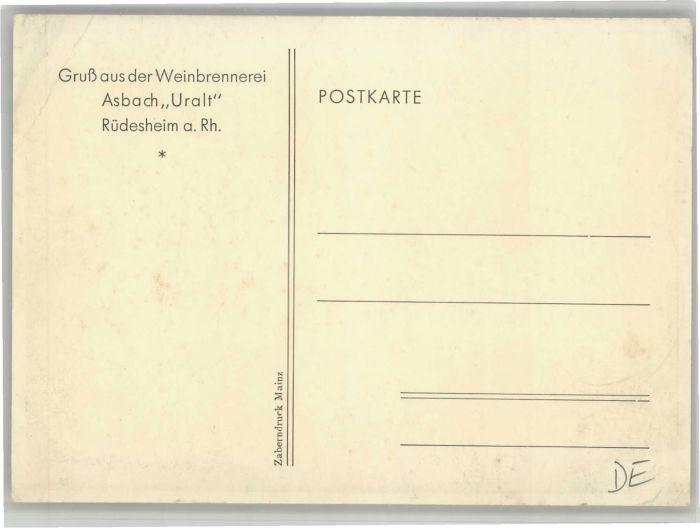 Gruß aus der Weinbrennerei
Asbach „Uralt“
Rüdesheim a. Rh.
*
POSTKARTE
Zaberndruck Mainz
DE